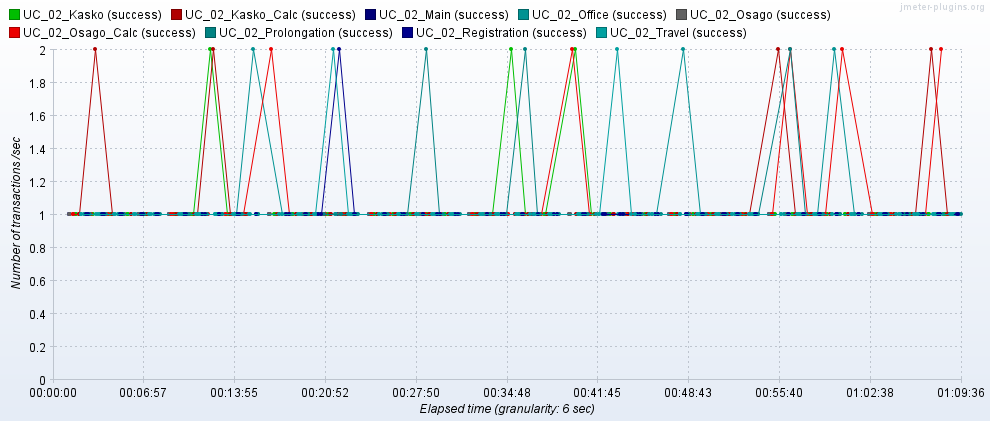 jmeter-plugins.org
UC_02_Kasko (success) UC_02_Kasko_Calc (success) UC_02_Main (success) UC_02_Office (success) UC_02_Osago (success)
UC_02_Osago_Calc (success) UC_02_Prolongation (success) UC_02_Registration (success) UC_02_Travel (success)
Number of transactions /sec
2
1.8
1.6
1.4
1.2
1
0.8
0.6
0.4
0.2
0
00:00:00 00:06:57 00:13:55 00:20:52 00:27:50 00:34:48 00:41:45 00:48:43 00:55:40 01:02:38 01:09:36
Elapsed time (granularity: 6 sec)